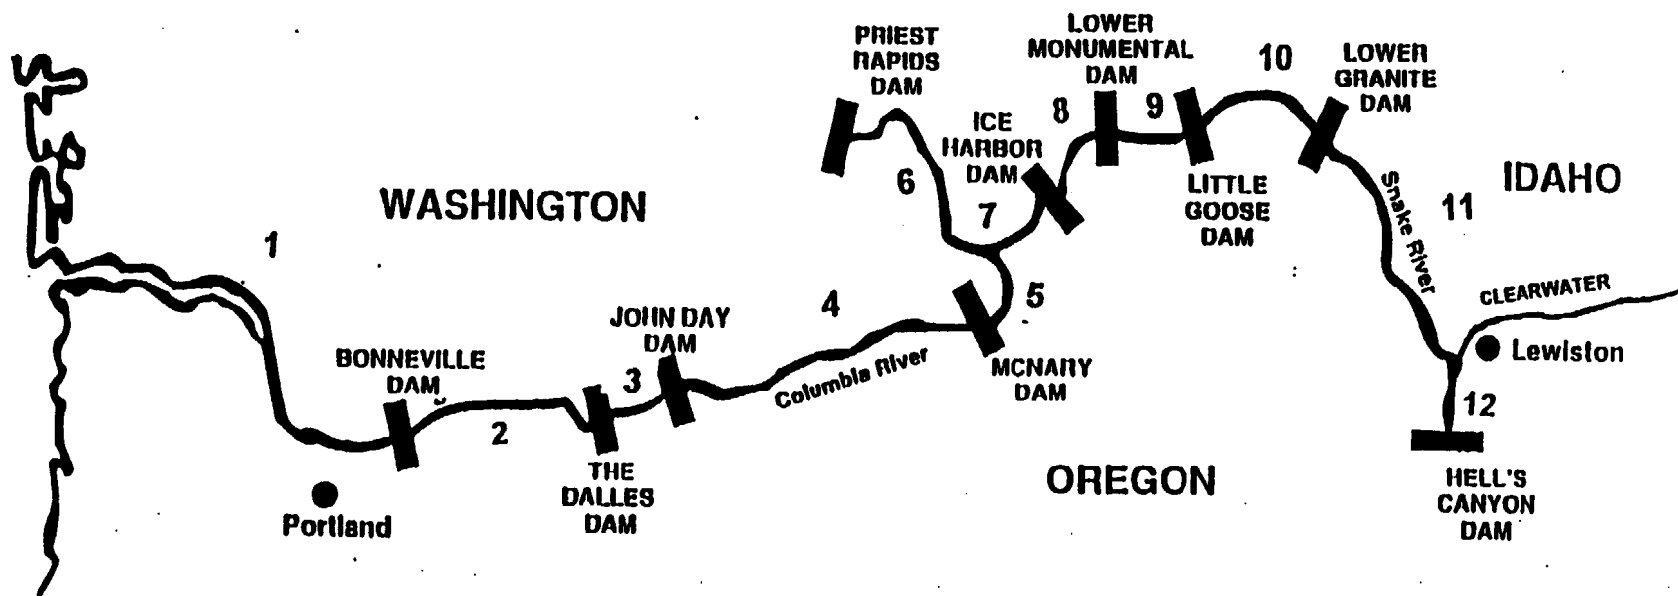 PRIEST
RAPIDS
DAM
LOWER
MONUMENTAL
DAM
10
LOWER
GRANITE
DAM
8
9
ICE
HARBOR
DAM
6
WASHINGTON
7
LITTLE
GOOSE
DAM
Snake River
11
IDAHO
1
4
5
CLEARWATER
JOHN DAY
DAM
BONNEVILLE
DAM
3
Columbia River
MCNARY
DAM
Lewiston
2
12
THE
DALLES
DAM
OREGON
HELL'S
CANYON
DAM
Portland